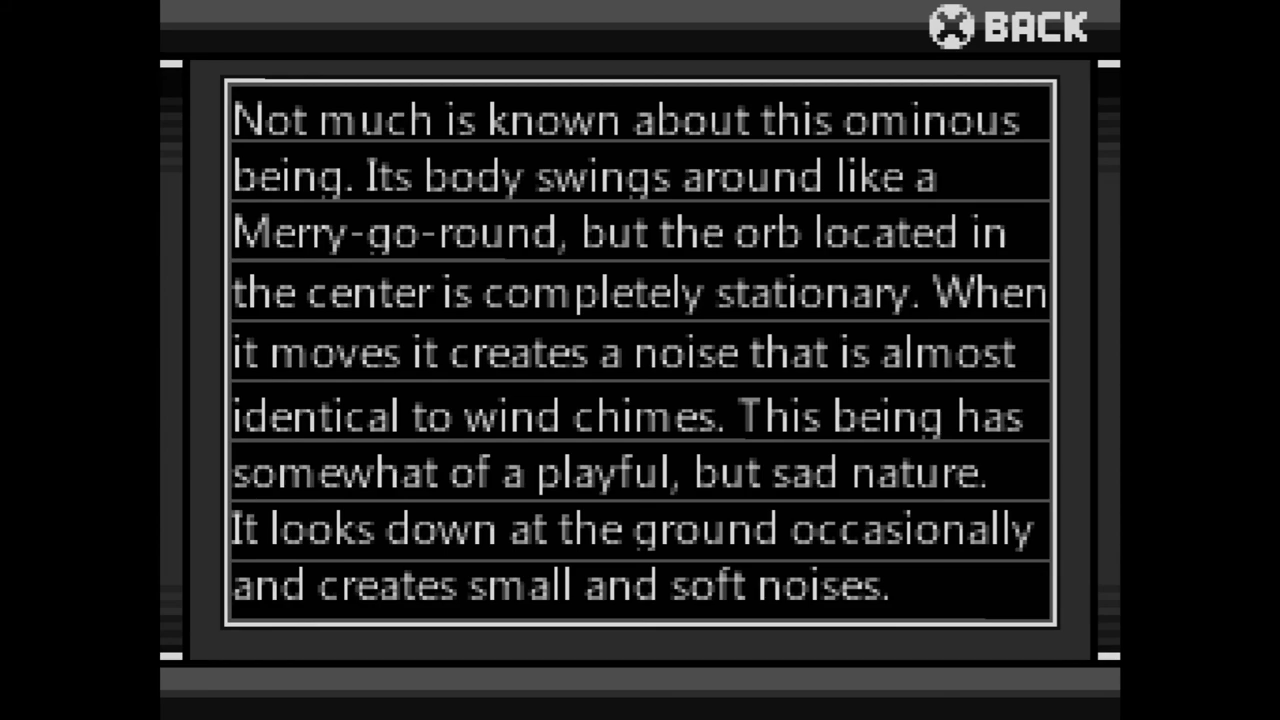 BACK
Not much is known about this ominous
being. Its body swings around like a
Merry-go-round, but the orb located in
the center is completely stationary. When
it moves it creates a noise that is almost
identical to wind chimes. This being has
somewhat of a playful, but sad nature.
It looks down at the ground occasionally
and creates small and soft noises.